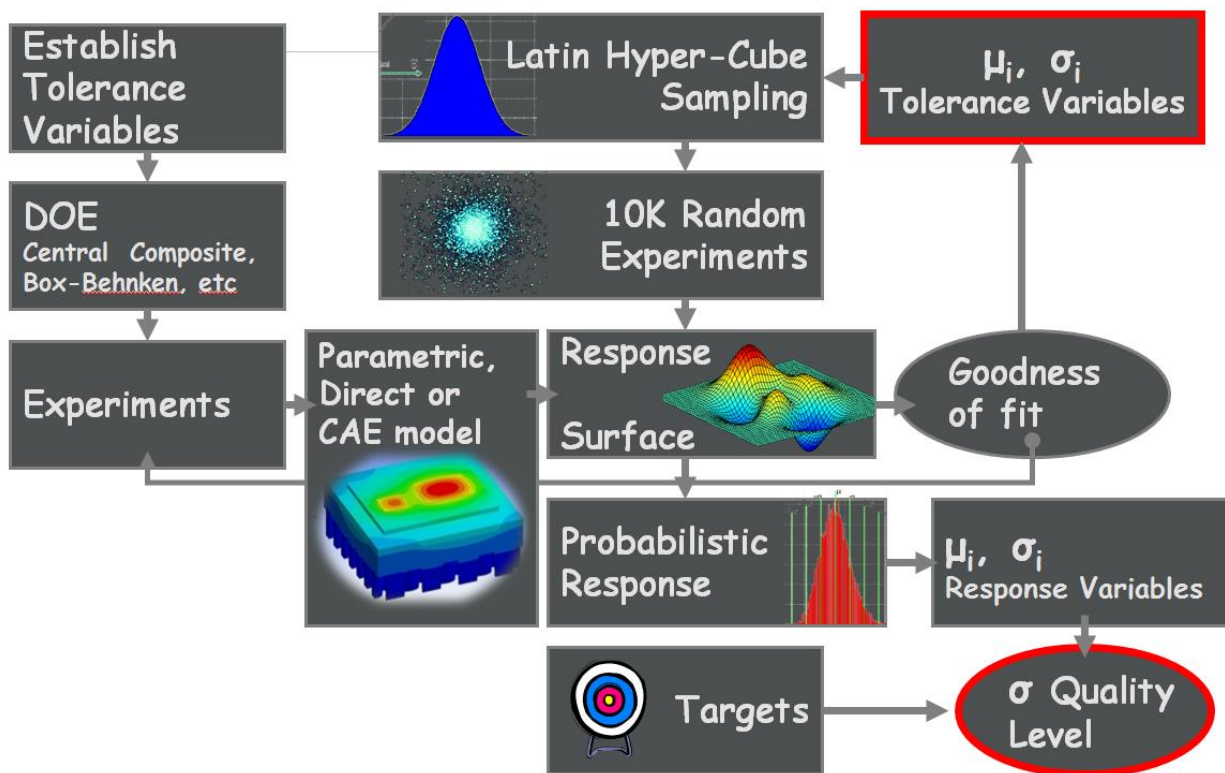 Establish
Tolerance
Variables
Latin Hyper-Cube
Sampling
μi, σi
Tolerance Variables
DOE
Central Composite,
Box-Behnken, etc
10K Random
Experiments
Experiments
Parametric,
Direct or
CAE model
Response
Surface
Goodness
of fit
Probabilistic
Response
μi, σi
Response Variables
Targets
σ Quality
Level